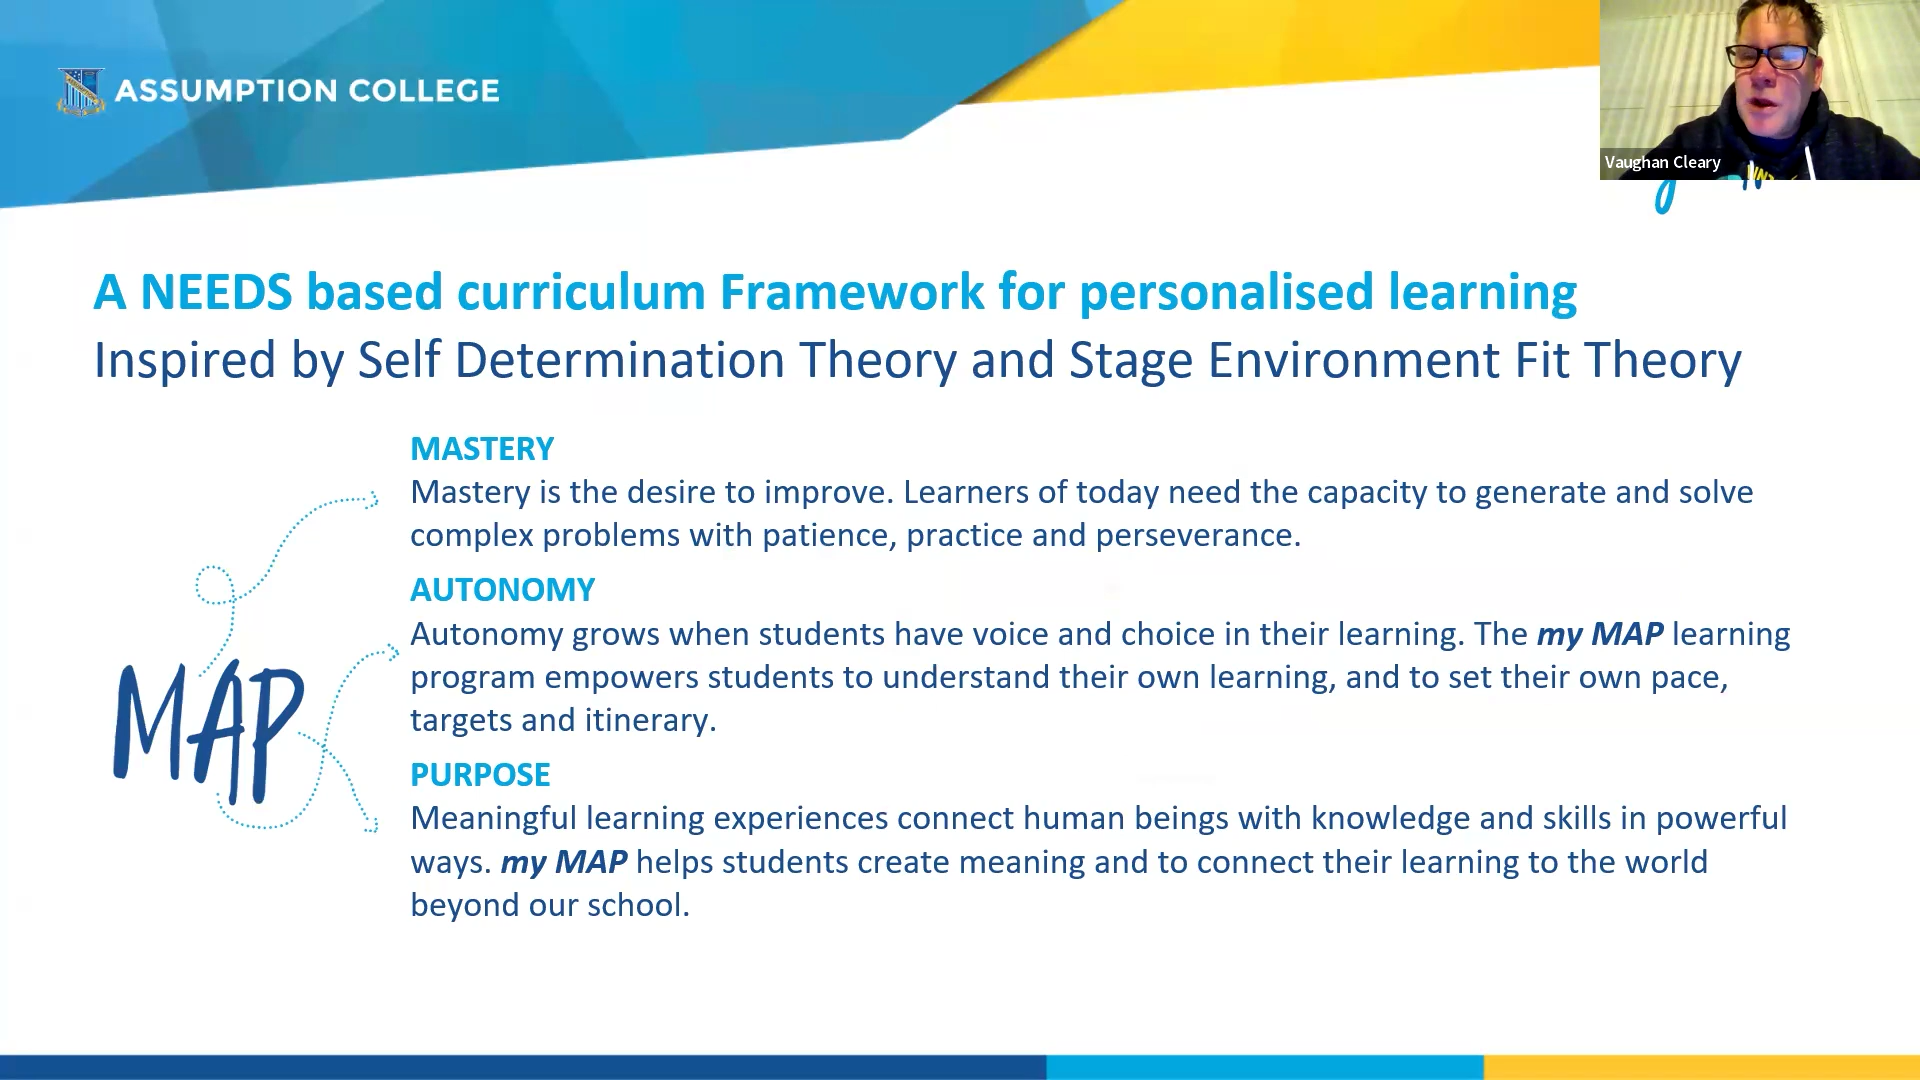 ASSUMPTION COLLEGE
Vaughan Cleary
A NEEDS based curriculum Framework for personalised learning
Inspired by Self Determination Theory and Stage Environment Fit Theory
MASTERY
Mastery is the desire to improve. Learners of today need the capacity to generate and solve
complex problems with patience, practice and perseverance.
AUTONOMY
Autonomy grows when students have voice and choice in their learning. The my MAP learning
program empowers students to understand their own learning, and to set their own pace,
targets and itinerary.
MAP
PURPOSE
Meaningful learning experiences connect human beings with knowledge and skills in powerful
ways. my MAP helps students create meaning and to connect their learning to the world
beyond our school.